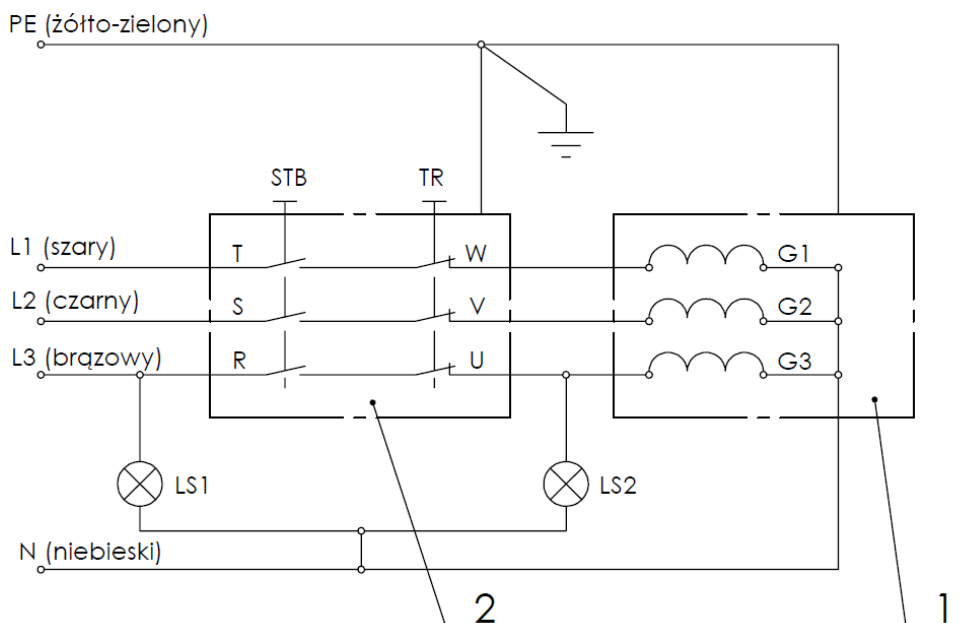 PE (żółto-zielony)
STB TR
L1 (szary) T W G1
L2 (czarny) S V G2
L3 (brązowy) R U G3
LS1 LS2
N (niebieski)
2 1